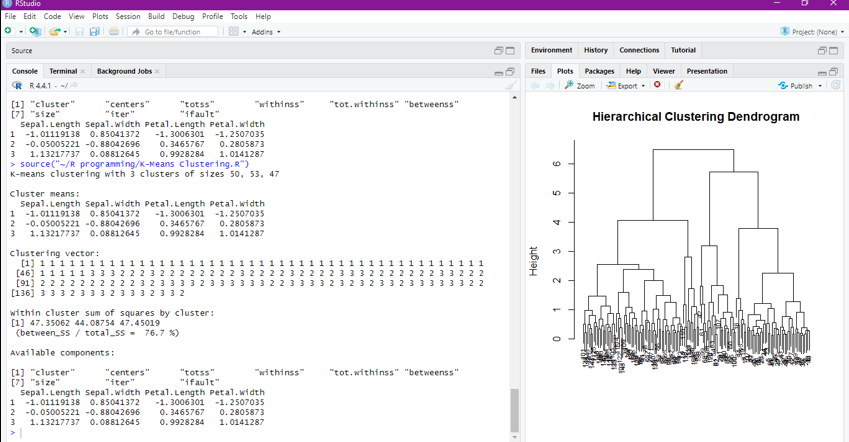 RStudio
File Edit Code View Plots Session Build Debug Profile Tools Help
Go to file/function Addins Project: (None)
Source
Console Terminal Background Jobs
R 4.4.1 · ~/
[1] "cluster" "centers" "totss" "withinss" "tot.withinss" "betweenss"
[7] "size" "iter" "ifault"
Sepal.Length Sepal.Width Petal.Length Petal.Width
1 -1.01119138 0.85041372 -1.3006301 -1.2507035
2 -0.05005221 -0.88042696 0.3465767 0.2805873
3 1.13217737 0.08812645 0.9928284 1.0141287
> source("~/R programming/K-Means Clustering.R")
K-means clustering with 3 clusters of sizes 50, 53, 47
Cluster means:
Sepal.Length Sepal.Width Petal.Length Petal.Width
1 -1.01119138 0.85041372 -1.3006301 -1.2507035
2 -0.05005221 -0.88042696 0.3465767 0.2805873
3 1.13217737 0.08812645 0.9928284 1.0141287
Clustering vector:
[1] 1 1 1 1 1 1 1 1 1 1 1 1 1 1 1 1 1 1 1 1 1 1 1 1 1 1 1 1 1 1 1 1 1 1 1 1 1 1 1 1 1 1 1 1 1
[46] 1 1 1 1 1 3 3 3 2 2 2 3 2 2 2 2 2 2 2 2 3 2 2 2 2 3 2 2 2 2 3 3 3 2 2 2 2 2 2 2 3 3 2 2 2
[91] 2 2 2 2 2 2 2 2 2 2 3 2 3 3 3 3 2 3 3 3 3 3 3 2 2 3 3 3 3 2 3 2 3 2 3 3 2 3 3 3 3 3 3 2 2
[136] 3 3 3 2 3 3 3 2 3 3 3 2 3 3 2
Within cluster sum of squares by cluster:
[1] 47.35062 44.08754 47.45019
(between_SS / total_SS = 76.7 %)
Available components:
[1] "cluster" "centers" "totss" "withinss" "tot.withinss" "betweenss"
[7] "size" "iter" "ifault"
Sepal.Length Sepal.Width Petal.Length Petal.Width
1 -1.01119138 0.85041372 -1.3006301 -1.2507035
2 -0.05005221 -0.88042696 0.3465767 0.2805873
3 1.13217737 0.08812645 0.9928284 1.0141287
>
Environment History Connections Tutorial
Files Plots Packages Help Viewer Presentation
Zoom Export Publish
Hierarchical Clustering Dendrogram
Height
6
5
4
3
2
1
0